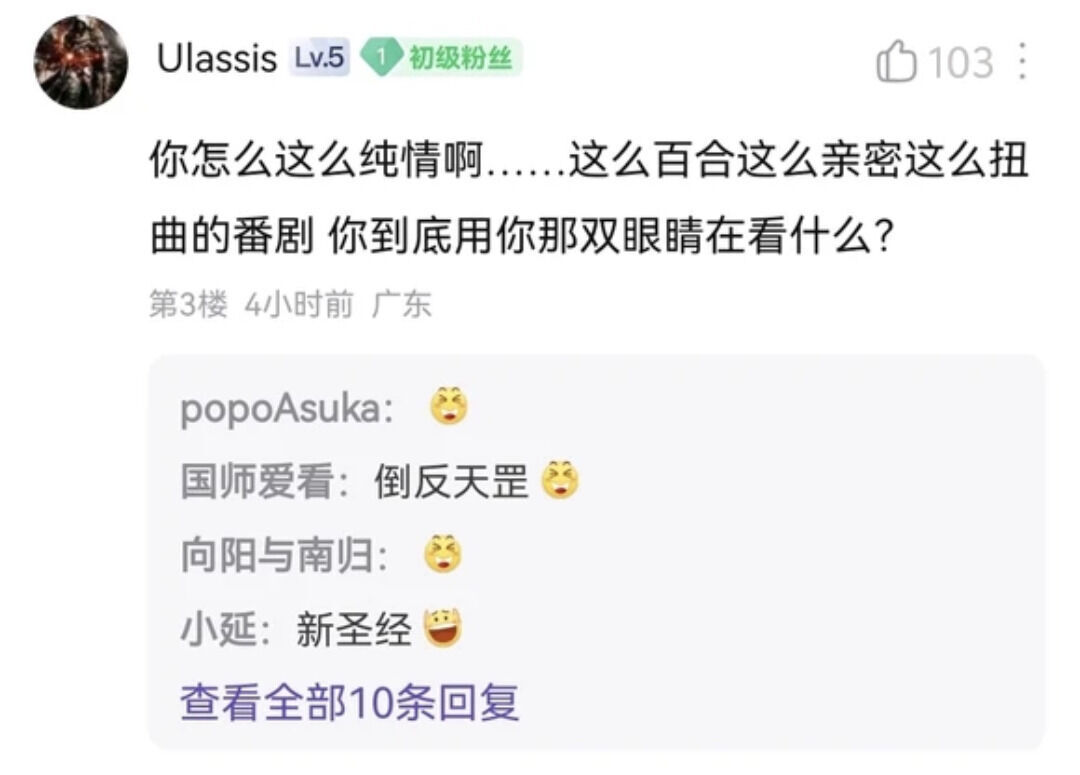 Ulassis Lv.5 1 初级粉丝 103
你怎么这么纯情啊……这么百合这么亲密这么扭
曲的番剧 你到底用你那双眼睛在看什么?
第3楼 4小时前 广东
popoAsuka:
国师爱看: 倒反天罡
向阳与南归:
小延: 新圣经
查看全部10条回复